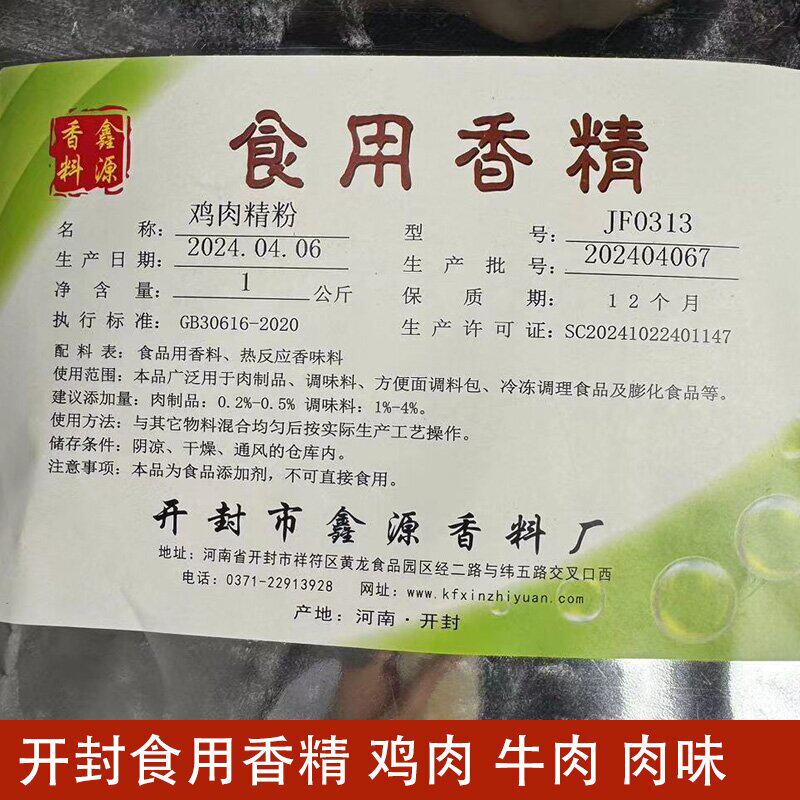 鑫源
香料
食用香精
名称：鸡肉精粉 型号：JF0313
生产日期：2024.04.06 生产批号：202404067
净含量：1公斤 保质期：12个月
执行标准：GB30616-2020 生产许可证：SC20241022401147
配料表：食品用香料、热反应香味料
使用范围：本品广泛用于肉制品、调味料、方便面调料包、冷冻调理食品及膨化食品等。
建议添加量：肉制品：0.2%-0.5% 调味料：1%-4%。
使用方法：与其它物料混合均匀后按实际生产工艺操作。
储存条件：阴凉、干燥、通风的仓库内。
注意事项：本品为食品添加剂，不可直接食用。
开封市鑫源香料厂
地址：河南省开封市祥符区黄龙食品园区经二路与纬五路交叉口西
电话：0371-22913928 网址：www.kfxinzhiyuan.com
产地：河南·开封
开封食用香精 鸡肉 牛肉 肉味